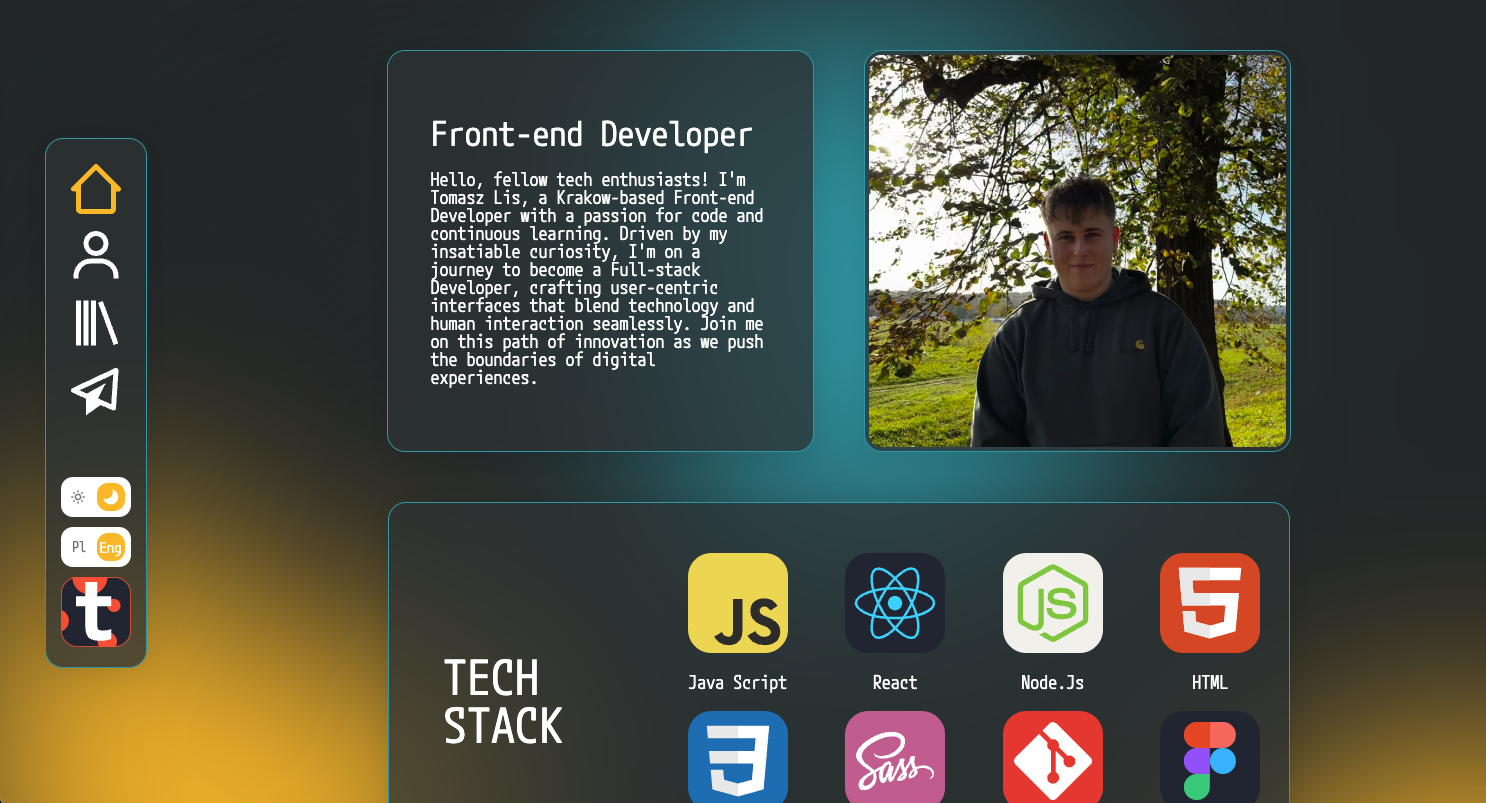 Front-end Developer
Hello, fellow tech enthusiasts! I'm
Tomasz Lis, a Krakow-based Front-end
Developer with a passion for code and
continuous learning. Driven by my
insatiable curiosity, I'm on a
journey to become a Full-stack
Developer, crafting user-centric
interfaces that blend technology and
human interaction seamlessly. Join me
on this path of innovation as we push
the boundaries of digital
experiences.
Pl Eng
t
TECH
STACK
JS
JS
5
Java Script
React
Node.Js
HTML
3
Sass